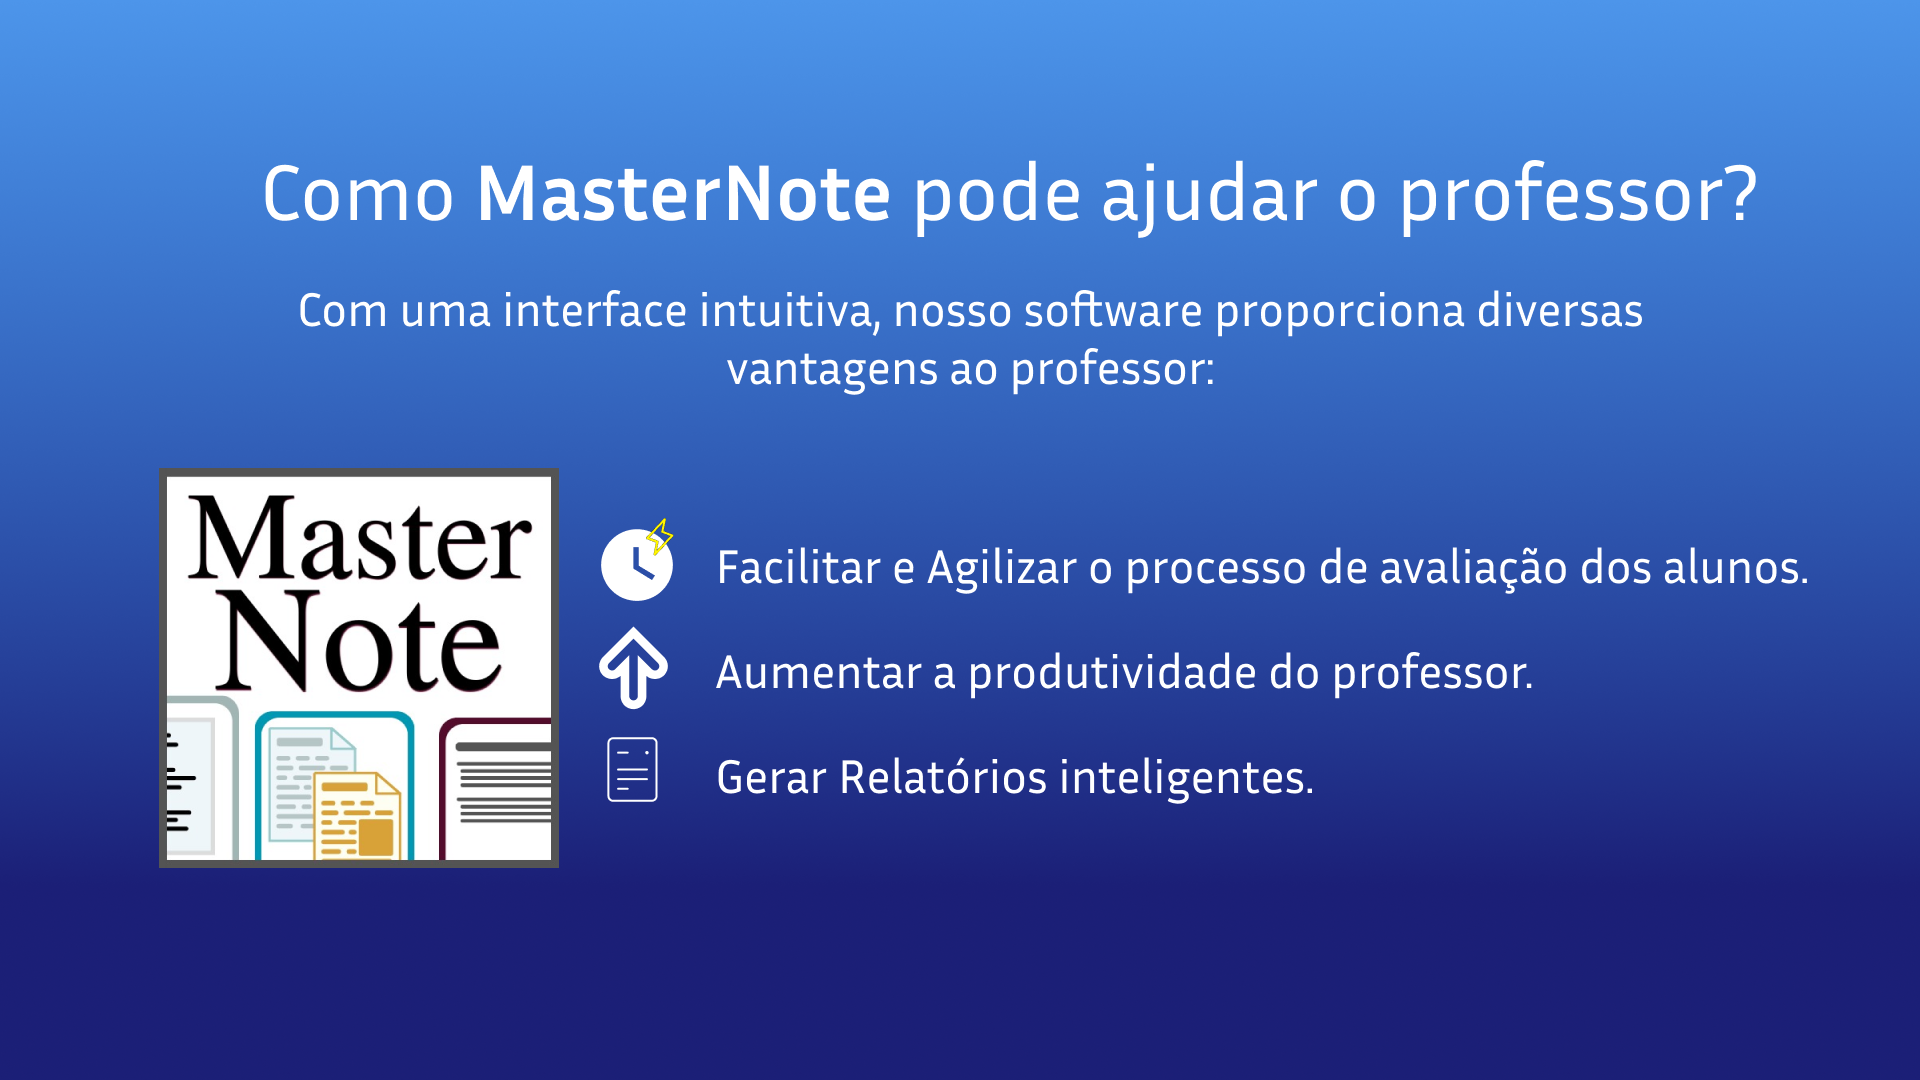 Como MasterNote pode ajudar o professor?
Com uma interface intuitiva, nosso software proporciona diversas
vantagens ao professor:
Master
Note
Facilitar e Agilizar o processo de avaliação dos alunos.
Aumentar a produtividade do professor.
Gerar Relatórios inteligentes.